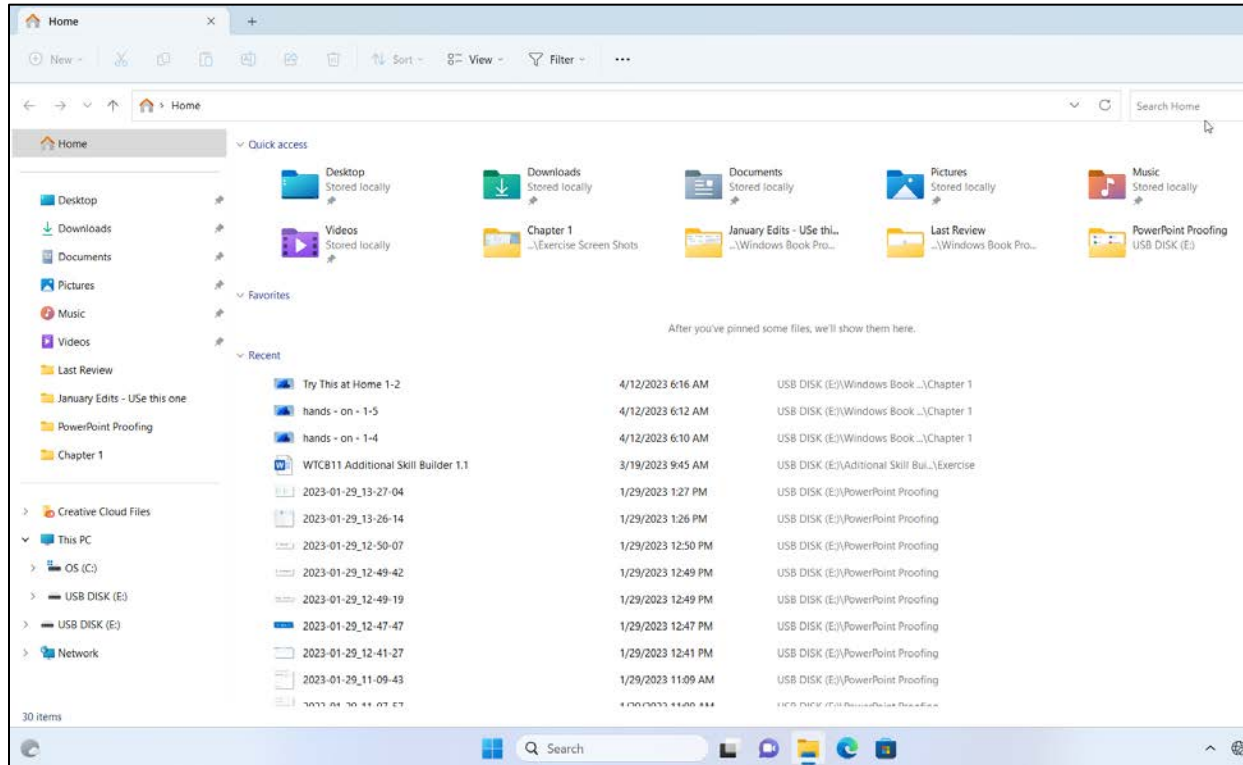 Home
New Sort View Filter
Home Search Home
Home
Desktop
Downloads
Documents
Pictures
Music
Videos
Last Review
January Edits - USe this one
PowerPoint Proofing
Chapter 1
Creative Cloud Files
This PC
OS (C:)
USB DISK (E:)
USB DISK (E:)
Network
Quick access
Desktop
Stored locally
Downloads
Stored locally
Documents
Stored locally
Pictures
Stored locally
Music
Stored locally
Videos
Stored locally
Chapter 1
...\Exercise Screen Shots
January Edits - USe thi...
...\Windows Book Pro...
Last Review
...\Windows Book Pro...
PowerPoint Proofing
USB DISK (E:)
Favorites
After you've pinned some files, we'll show them here.
Recent
Try This at Home 1-2 4/12/2023 6:16 AM USB DISK (E:)\Windows Book ...\Chapter 1
hands - on - 1-5 4/12/2023 6:12 AM USB DISK (E:)\Windows Book ...\Chapter 1
hands - on - 1-4 4/12/2023 6:10 AM USB DISK (E:)\Windows Book ...\Chapter 1
WTCB11 Additional Skill Builder 1.1 3/19/2023 9:45 AM USB DISK (E:)\Aditional Skill Bui...\Exercise
2023-01-29_13-27-04 1/29/2023 1:27 PM USB DISK (E:)\PowerPoint Proofing
2023-01-29_13-26-14 1/29/2023 1:26 PM USB DISK (E:)\PowerPoint Proofing
2023-01-29_12-50-07 1/29/2023 12:50 PM USB DISK (E:)\PowerPoint Proofing
2023-01-29_12-49-42 1/29/2023 12:49 PM USB DISK (E:)\PowerPoint Proofing
2023-01-29_12-49-19 1/29/2023 12:49 PM USB DISK (E:)\PowerPoint Proofing
2023-01-29_12-47-47 1/29/2023 12:47 PM USB DISK (E:)\PowerPoint Proofing
2023-01-29_12-41-27 1/29/2023 12:41 PM USB DISK (E:)\PowerPoint Proofing
2023-01-29_11-09-43 1/29/2023 11:09 AM USB DISK (E:)\PowerPoint Proofing
30 items
Search